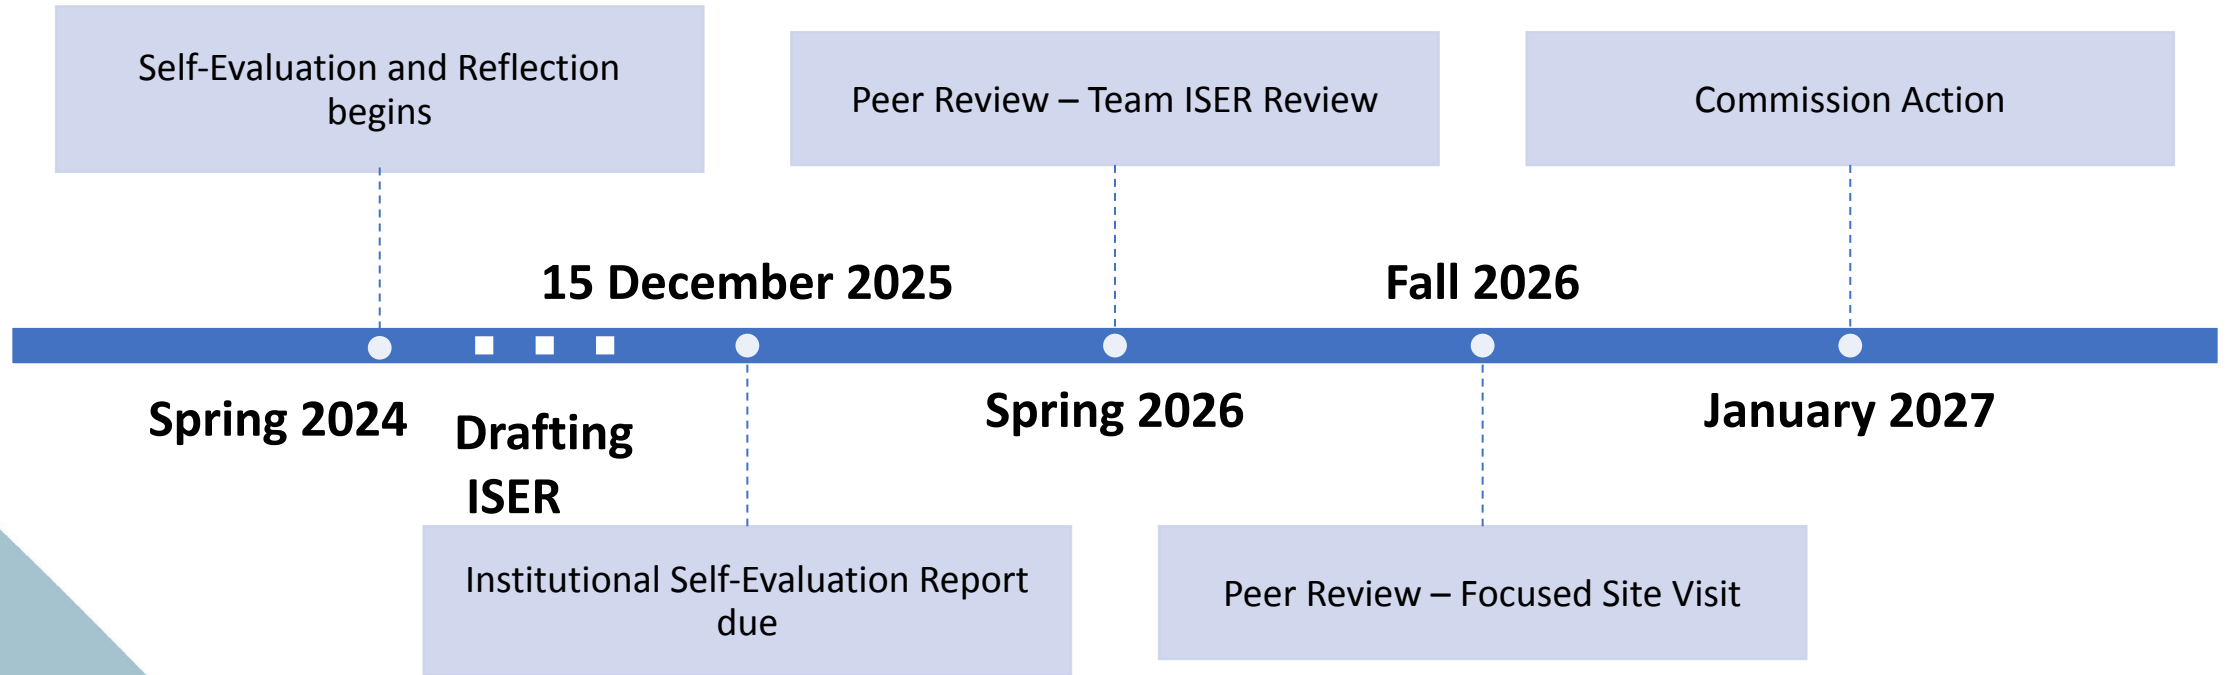 Self-Evaluation and Reflection
begins
Peer Review – Team ISER Review
Commission Action
15 December 2025
Fall 2026
Spring 2024
Drafting
ISER
Spring 2026
January 2027
Institutional Self-Evaluation Report
due
Peer Review – Focused Site Visit